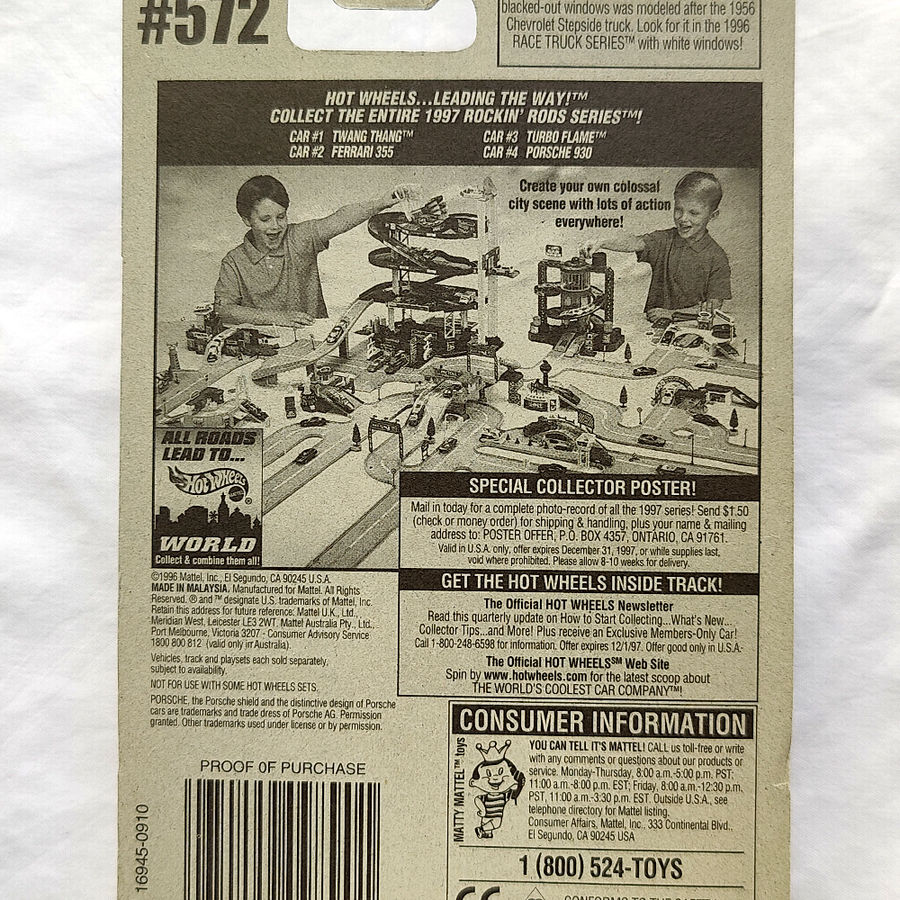 #572
blacked-out windows was modeled after the 1956
Chevrolet Stepside truck. Look for it in the 1996
RACE TRUCK SERIES™ with white windows!
HOT WHEELS...LEADING THE WAY!™
COLLECT THE ENTIRE 1997 ROCKIN' RODS SERIES™!
CAR #1 TWANG THANG™ CAR #3 TURBO FLAME™
CAR #2 FERRARI 355 CAR #4 PORSCHE 930
Create your own colossal
city scene with lots of action
everywhere!
ALL ROADS
LEAD TO...
Hot Wheels
®
WORLD
Collect & combine them all!
SPECIAL COLLECTOR POSTER!
Mail in today for a complete photo-record of all the 1997 series! Send $1.50
(check or money order) for shipping & handling, plus your name & mailing
address to: POSTER OFFER, P.O. BOX 4357, ONTARIO, CA 91761.
Valid in U.S.A. only, offer expires December 31, 1997, or while supplies last,
void where prohibited. Please allow 8-10 weeks for delivery.
GET THE HOT WHEELS INSIDE TRACK!
The Official HOT WHEELS Newsletter
Read this quarterly update on How to Start Collecting...What's New...
Collector Tips...and More! Plus receive an Exclusive Members-Only Car!
Call 1-800-248-6598 for information. Offer expires 12/1/97. Offer good only in U.S.A.
The Official HOT WHEELS℠ Web Site
Spin by www.hotwheels.com for the latest scoop about
THE WORLD'S COOLEST CAR COMPANY™!
©1996 Mattel, Inc., El Segundo, CA 90245 U.S.A.
MADE IN MALAYSIA. Manufactured for Mattel. All Rights
Reserved. ® and ™ designate U.S. trademarks of Mattel, Inc.
Retain this address for future reference: Mattel U.K., Ltd.,
Meridian West, Leicester LE3 2WT. Mattel Australia Pty., Ltd.,
Port Melbourne, Victoria 3207 - Consumer Advisory Service
1800 800 812 (valid only in Australia).
Vehicles, track and playsets each sold separately,
subject to availability.
NOT FOR USE WITH SOME HOT WHEELS SETS.
PORSCHE, the Porsche shield and the distinctive design of Porsche
cars are trademarks and trade dress of Porsche AG. Permission
granted. Other trademarks used under license or by permission.
PROOF OF PURCHASE
16945-0910
CONSUMER INFORMATION
MATTY MATTEL™ toys
YOU CAN TELL IT'S MATTEL! CALL us toll-free or write
with any comments or questions about our products or
service. Monday-Thursday, 8:00 a.m.-5:00 p.m. PST:
11:00 a.m.-8:00 p.m. EST; Friday, 8:00 a.m.-12:30 p.m.
PST, 11:00 a.m.-3:30 p.m. EST. Outside U.S.A., see
telephone directory for Mattel listing.
Consumer Affairs, Mattel, Inc., 333 Continental Blvd.,
El Segundo, CA 90245 USA
1 (800) 524-TOYS
CE
CONFORMS TO THE SAFETY